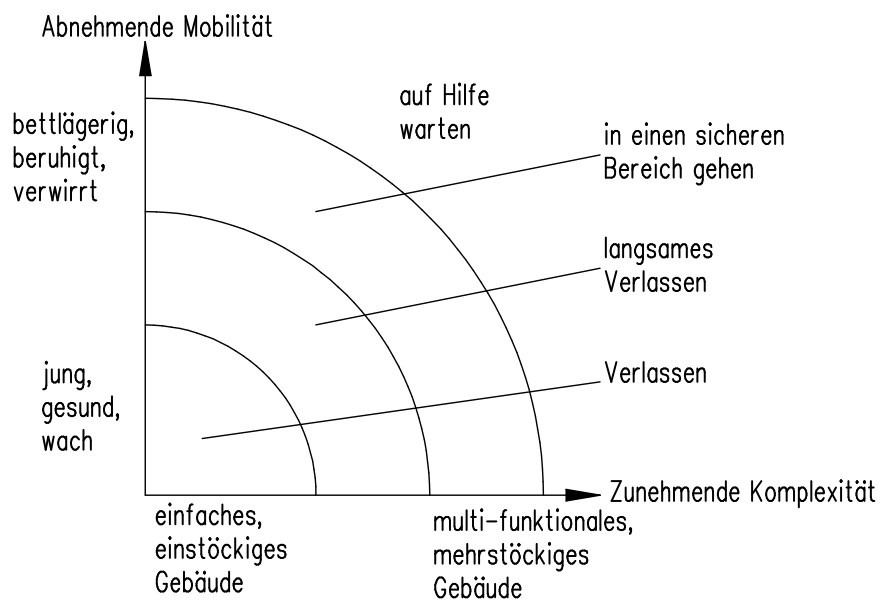 Abnehmende Mobilität
auf Hilfe
warten
bettlägerig,
beruhigt,
verwirrt
in einen sicheren
Bereich gehen
langsames
Verlassen
jung,
gesund,
wach
Verlassen
Zunehmende Komplexität
einfaches,
einstöckiges
Gebäude
multi-funktionales,
mehrstöckiges
Gebäude